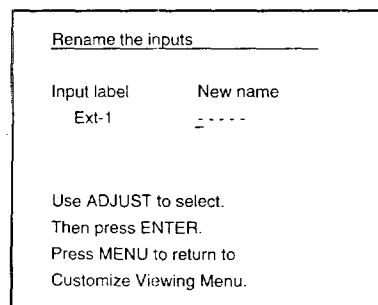 Rename the inputs
Input label New name
Ext-1 - - - - -
Use ADJUST to select.
Then press ENTER.
Press MENU to return to
Customize Viewing Menu.